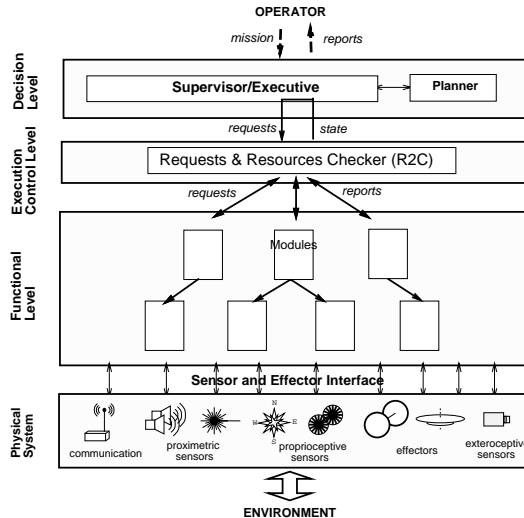 OPERATOR
mission
reports
Decision
Level
Supervisor/Executive
Planner
requests
state
Execution
Control Level
Requests & Resources Checker (R2C)
requests
reports
Functional
Level
Modules
Sensor and Effector Interface
Physical
System
N
W
E
S
communication
proximetric
sensors
proprioceptive
sensors
effectors
exteroceptive
sensors
ENVIRONMENT